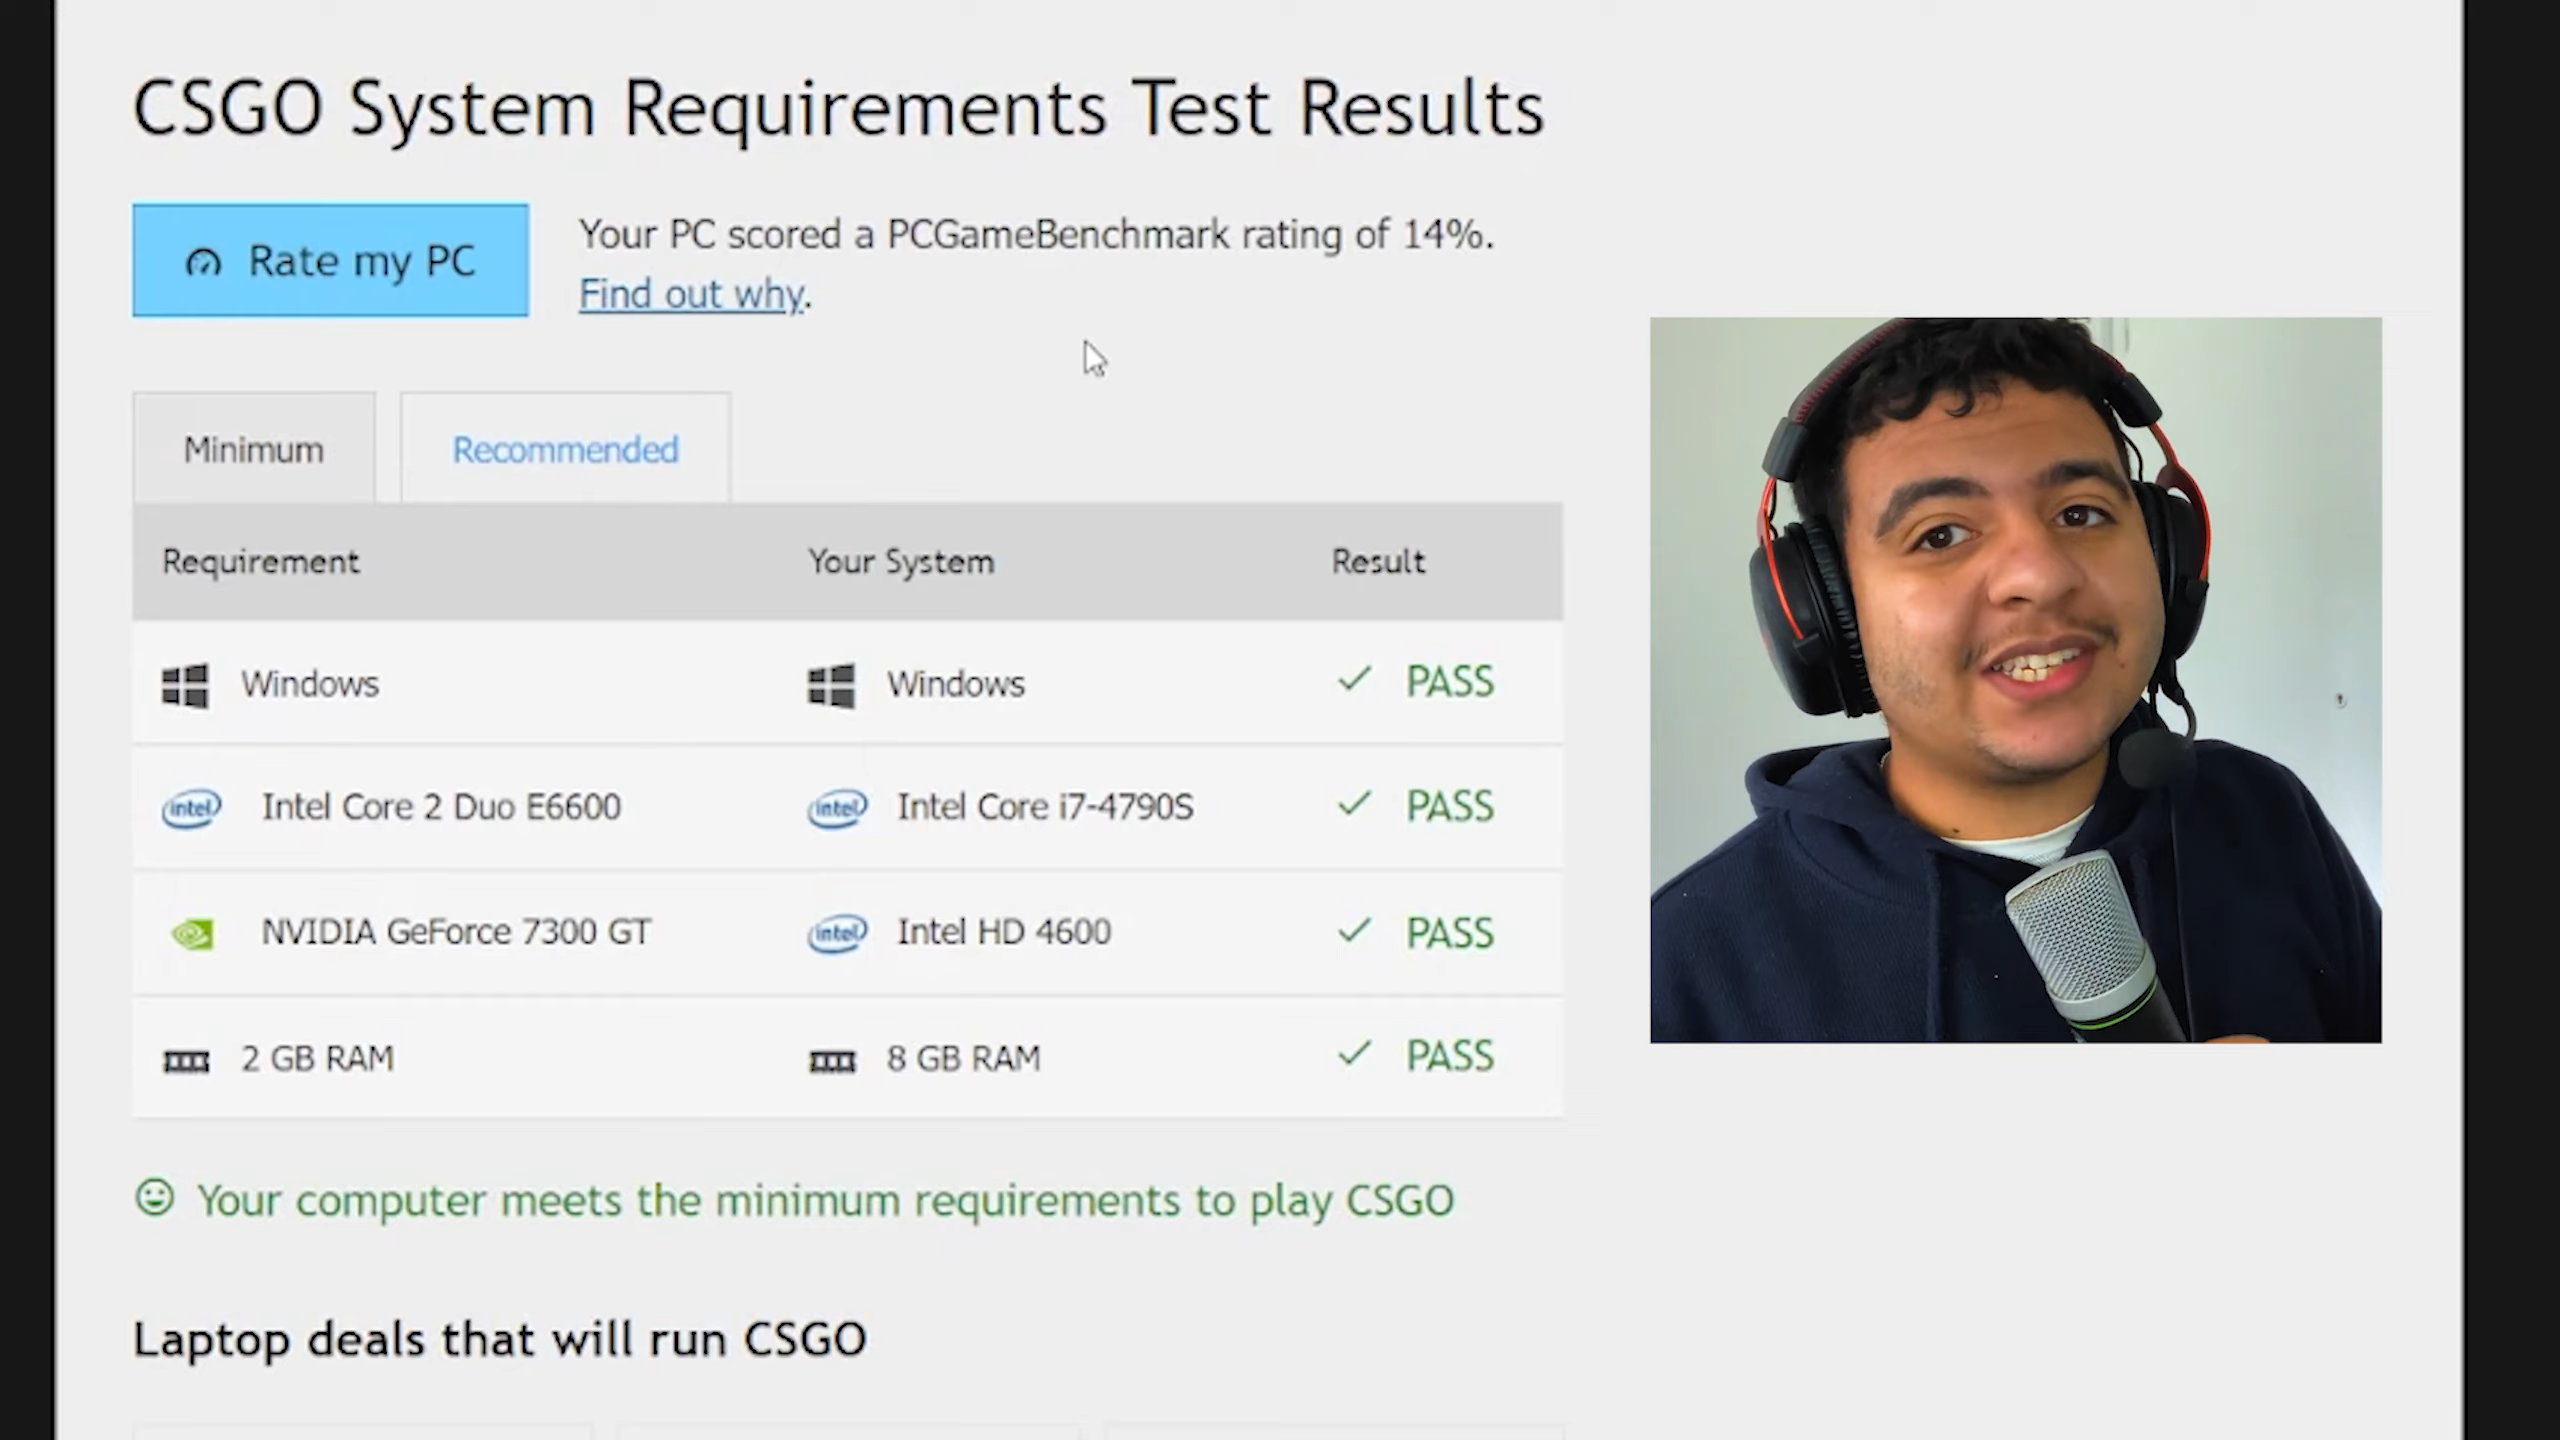 CSGO System Requirements Test Results
Rate my PC
Your PC scored a PCGameBenchmark rating of 14%.
Find out why.
Minimum
Recommended
Requirement Your System Result
Windows Windows PASS
intel Intel Core 2 Duo E6600 intel Intel Core i7-4790S PASS
NVIDIA GeForce 7300 GT intel Intel HD 4600 PASS
2 GB RAM 8 GB RAM PASS
Your computer meets the minimum requirements to play CSGO
Laptop deals that will run CSGO